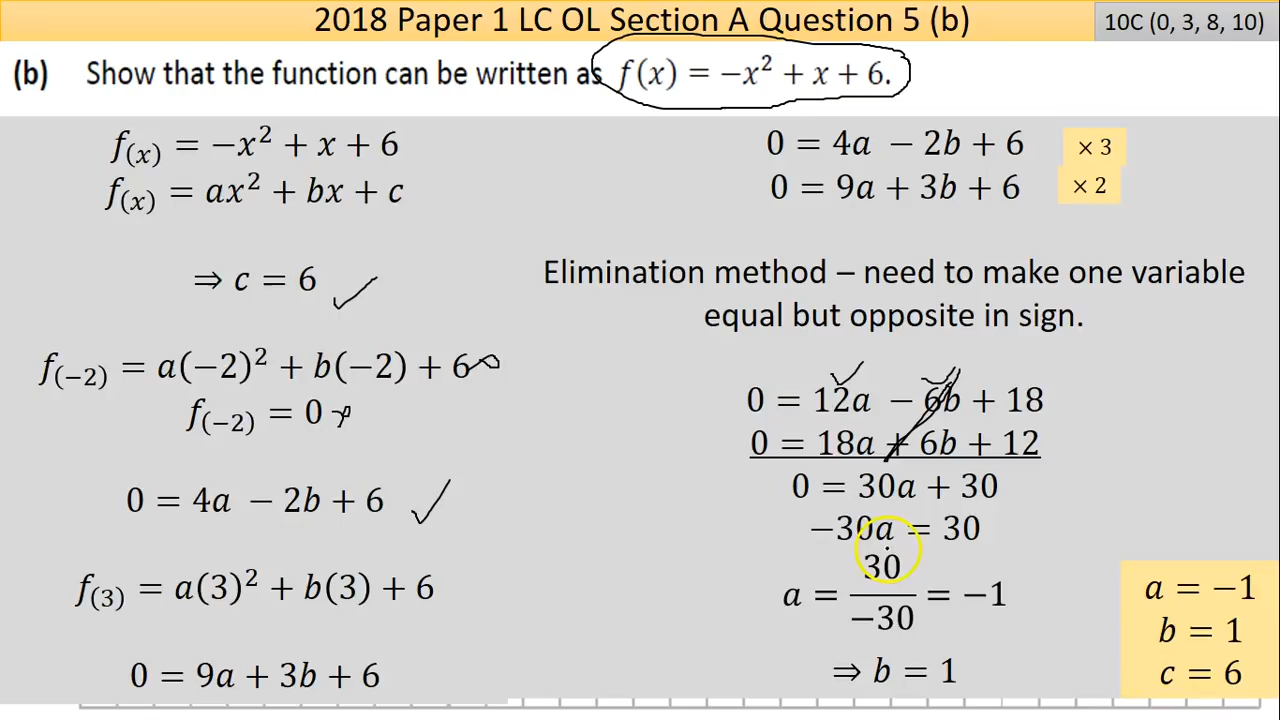 2018 Paper 1 LC OL Section A Question 5 (b)
10C (0, 3, 8, 10)
(b) Show that the function can be written as f(x) = −x² + x + 6.
f₍ₓ₎ = −x² + x + 6
f₍ₓ₎ = ax² + bx + c
⇒ c = 6
f₍₋₂₎ = a(−2)² + b(−2) + 6
f₍₋₂₎ = 0
0 = 4a − 2b + 6
f₍₃₎ = a(3)² + b(3) + 6
0 = 9a + 3b + 6
0 = 4a − 2b + 6 × 3
0 = 9a + 3b + 6 × 2
Elimination method – need to make one variable
equal but opposite in sign.
0 = 12a − 6b + 18
0 = 18a + 6b + 12
0 = 30a + 30
−30a = 30
a = 30/−30 = −1
⇒ b = 1
a = −1
b = 1
c = 6